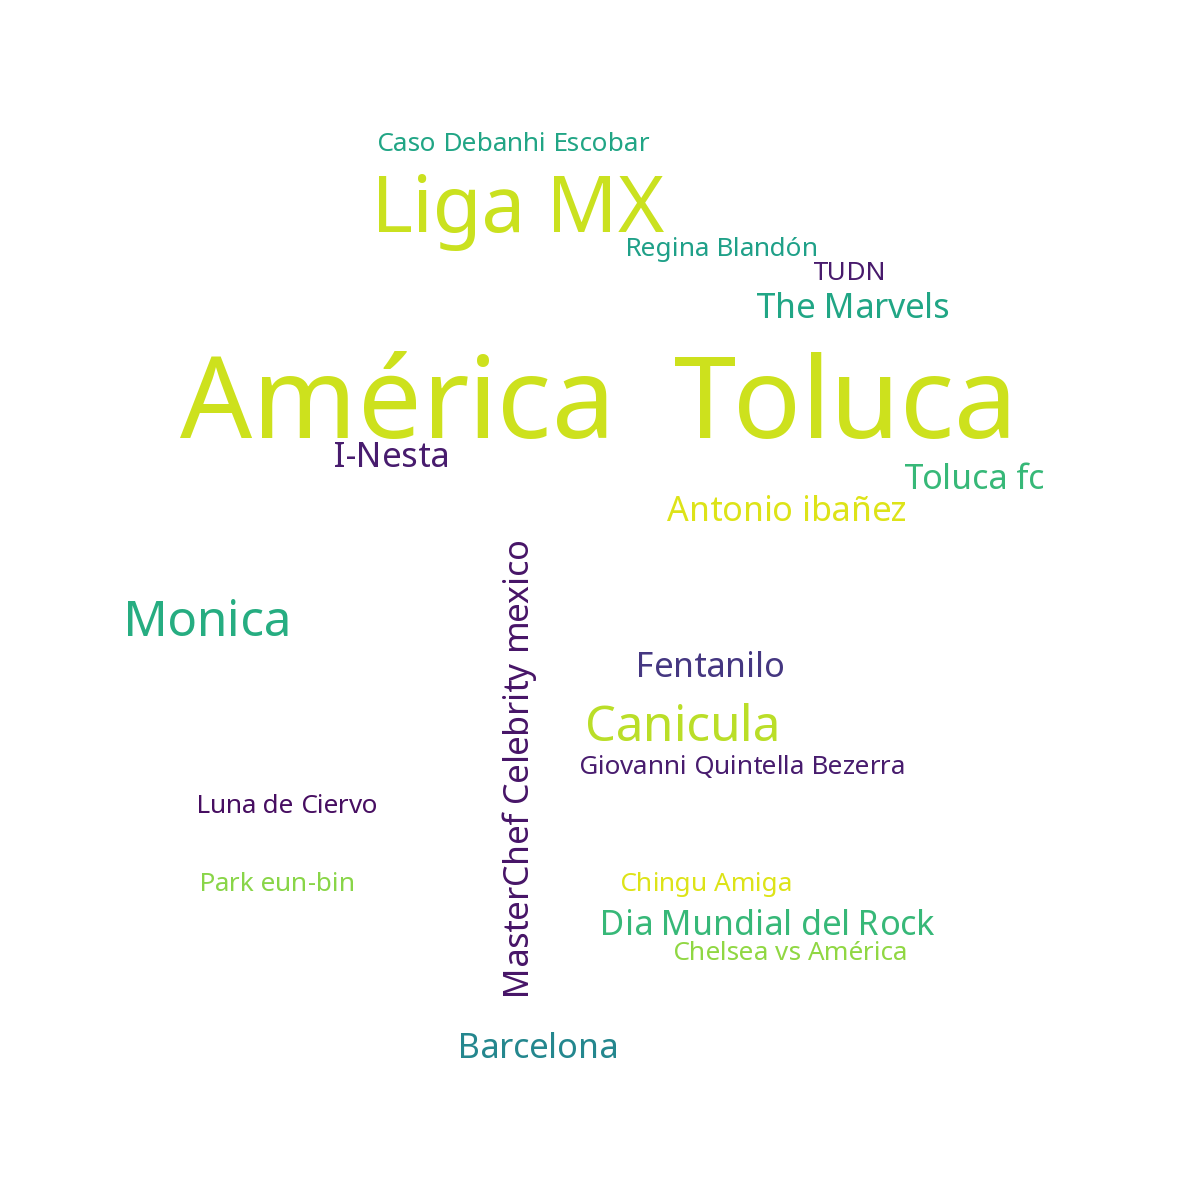 Caso Debanhi Escobar
Liga MX
Regina Blandón
TUDN
The Marvels
América
Toluca
I-Nesta
Toluca fc
Antonio ibañez
MasterChef Celebrity mexico
Monica
Fentanilo
Canicula
Giovanni Quintella Bezerra
Luna de Ciervo
Park eun-bin
Chingu Amiga
Dia Mundial del Rock
Chelsea vs América
Barcelona